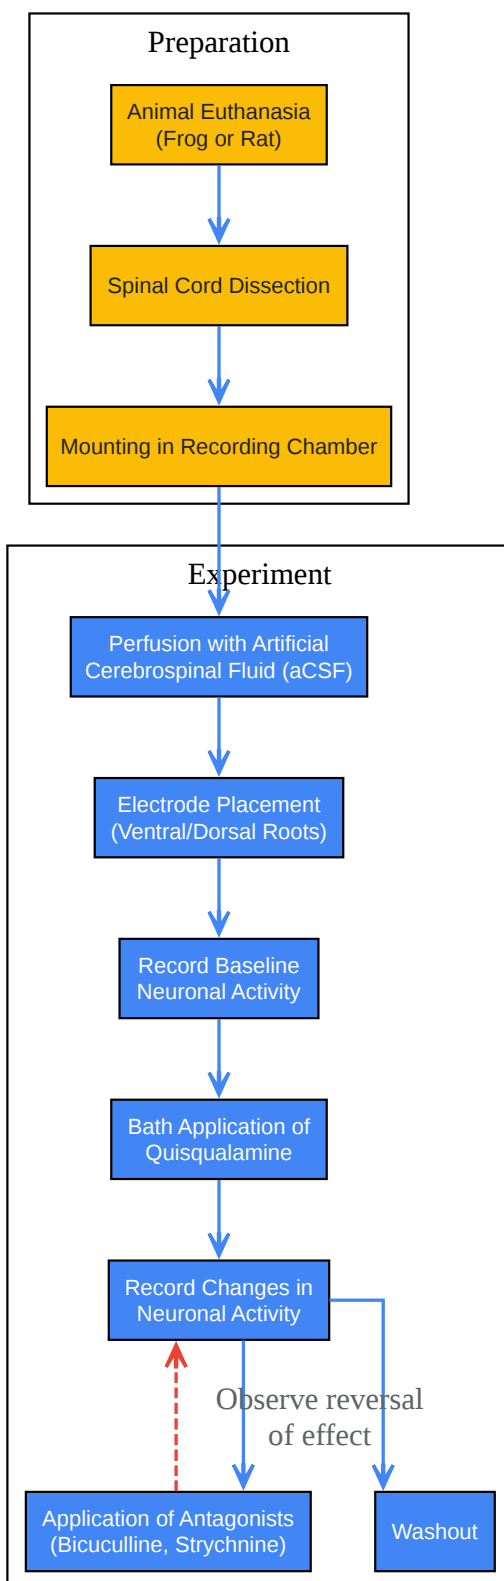 Preparation
Animal Euthanasia
(Frog or Rat)
Spinal Cord Dissection
Mounting in Recording Chamber
Experiment
Perfusion with Artificial
Cerebrospinal Fluid (aCSF)
Electrode Placement
(Ventral/Dorsal Roots)
Record Baseline
Neuronal Activity
Bath Application of
Quisqualamine
Record Changes in
Neuronal Activity
Observe reversal
of effect
Application of Antagonists
(Bicuculline, Strychnine)
Washout